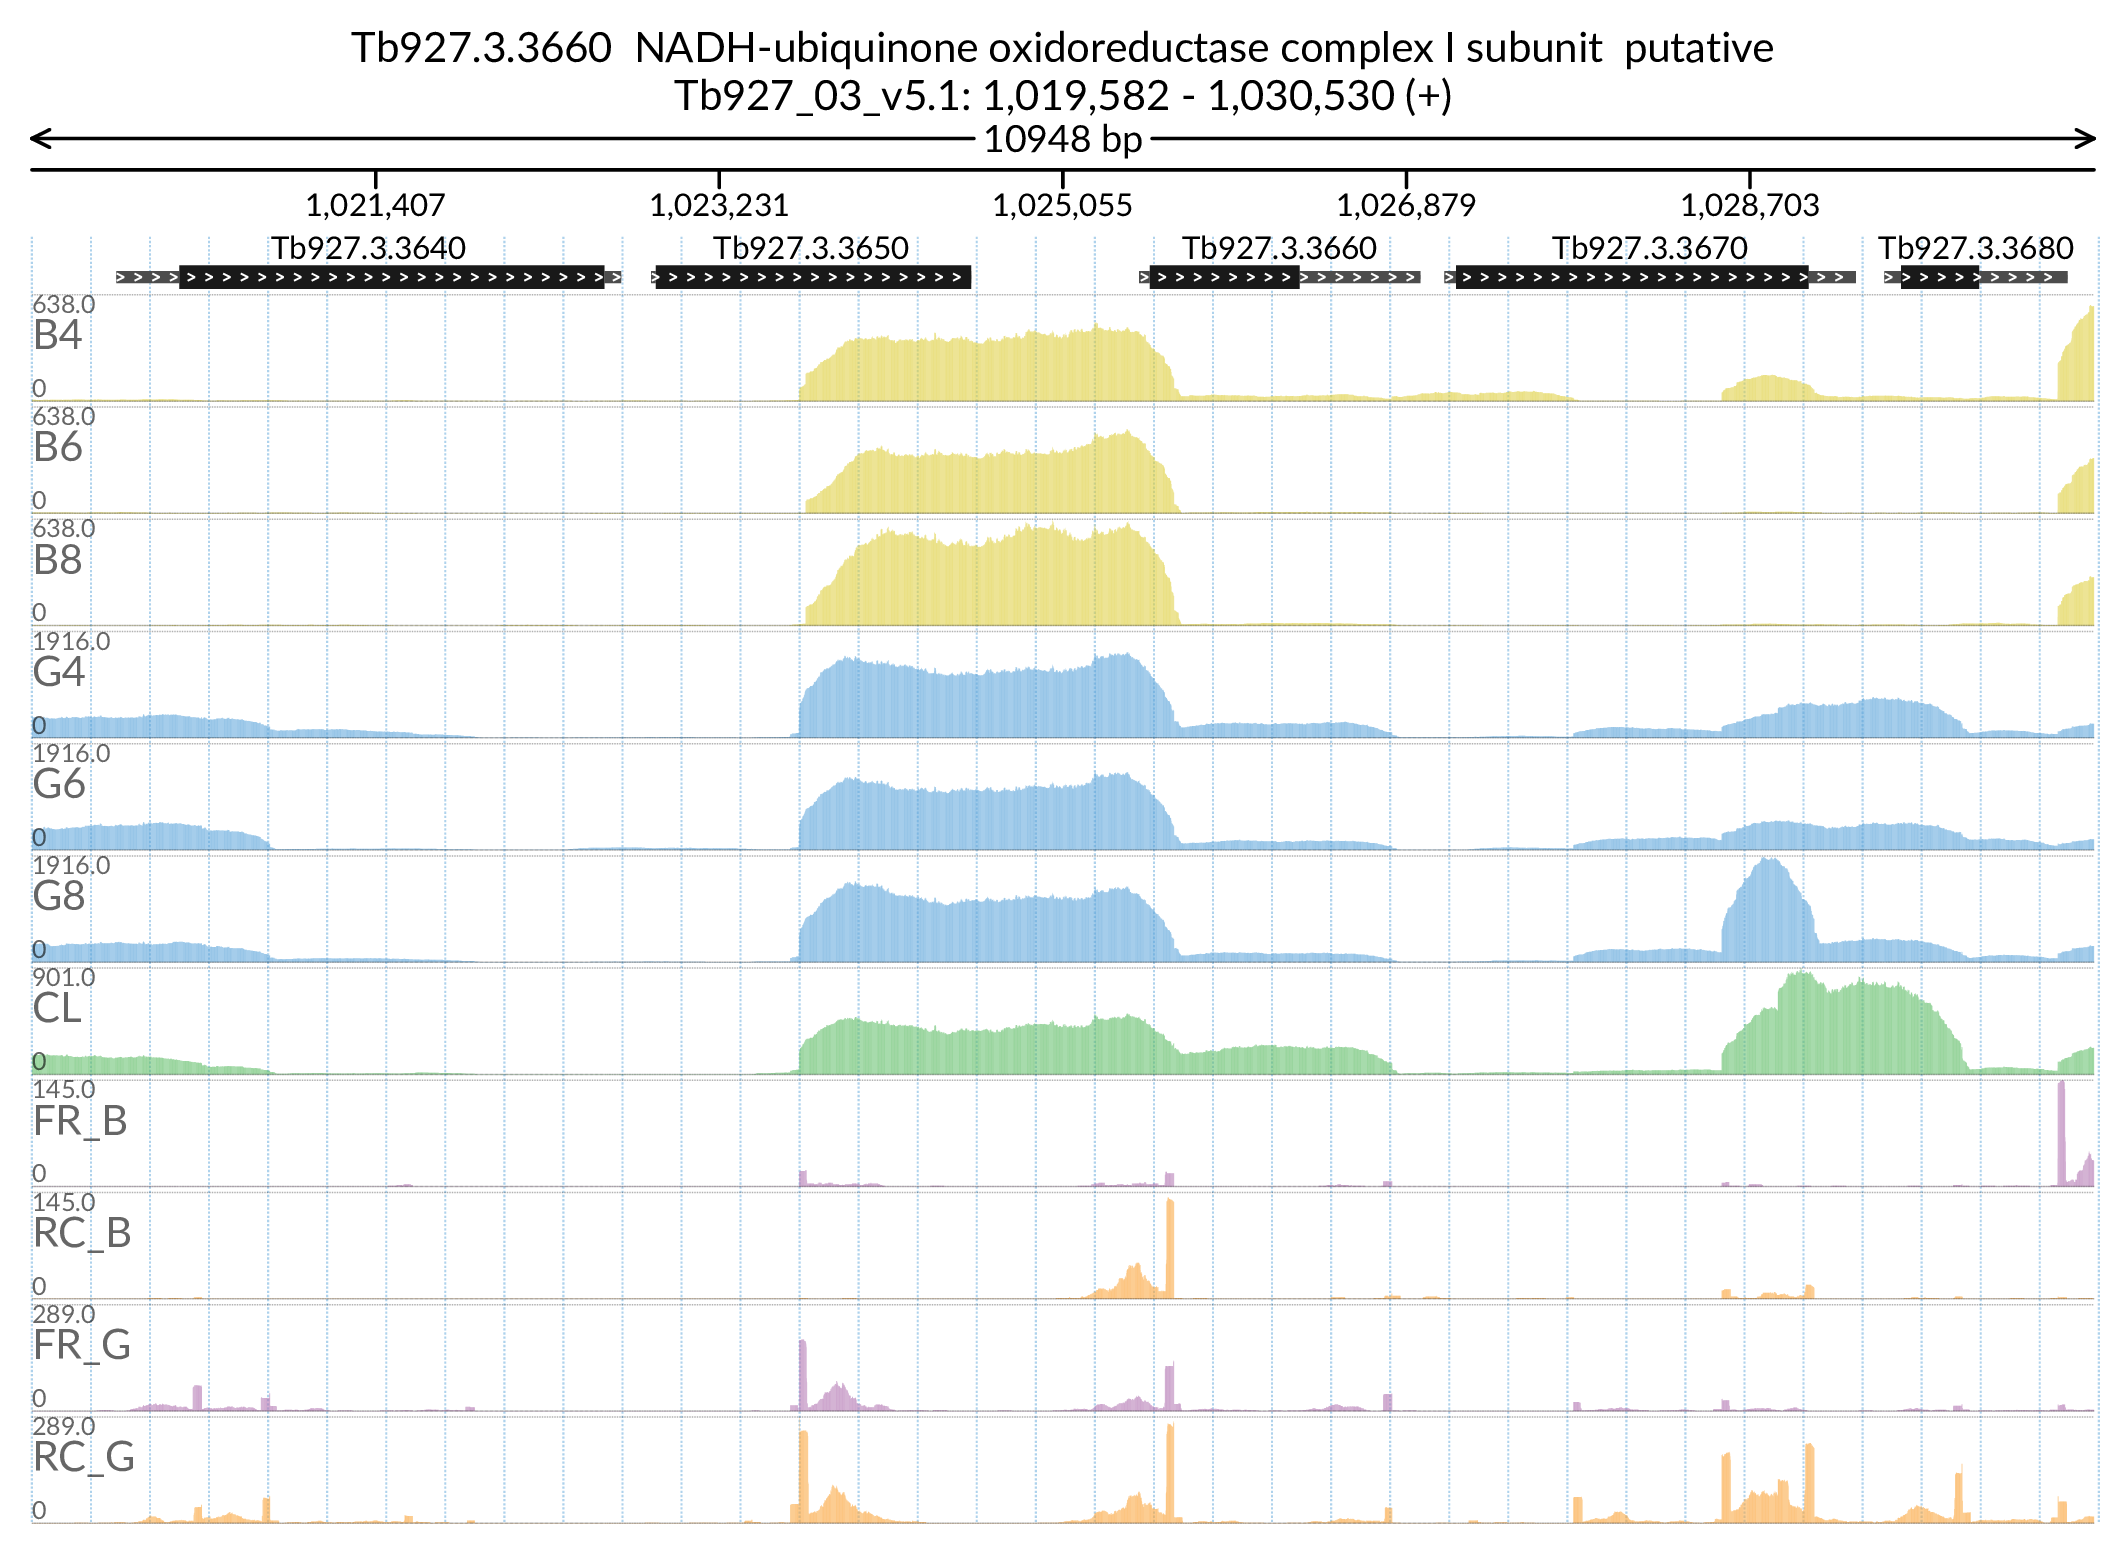 Tb927.3.3660  NADH-ubiquinone oxidoreductase complex I subunit  putative
Tb927_03_v5.1: 1,019,582 - 1,030,530 (+)
10948 bp
1,021,407 1,023,231 1,025,055 1,026,879 1,028,703
Tb927.3.3640 Tb927.3.3650 Tb927.3.3660 Tb927.3.3670 Tb927.3.3680
638.0
B4
0
638.0
B6
0
638.0
B8
0
1916.0
G4
0
1916.0
G6
0
1916.0
G8
0
901.0
CL
0
145.0
FR_B
0
145.0
RC_B
0
289.0
FR_G
0
289.0
RC_G
0